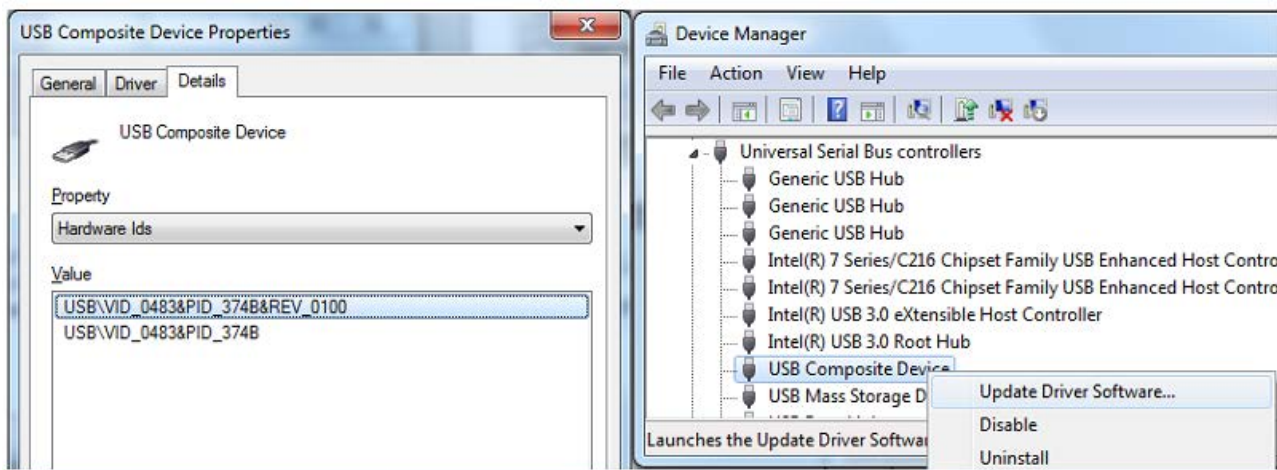 USB Composite Device Properties
General
Driver
Details
USB Composite Device
Property
Hardware Ids
Value
USB\VID_0483&PID_374B&REV_0100
USB\VID_0483&PID_374B
Device Manager
File Action View Help
Universal Serial Bus controllers
Generic USB Hub
Generic USB Hub
Generic USB Hub
Intel(R) 7 Series/C216 Chipset Family USB Enhanced Host Contro
Intel(R) 7 Series/C216 Chipset Family USB Enhanced Host Contro
Intel(R) USB 3.0 eXtensible Host Controller
Intel(R) USB 3.0 Root Hub
USB Composite Device
USB Mass Storage D
Launches the Update Driver Softwar
Update Driver Software...
Disable
Uninstall